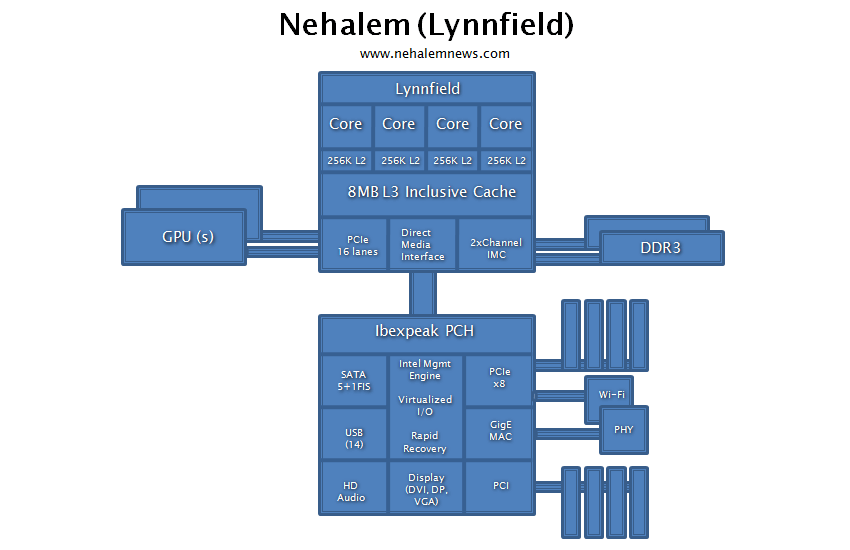 Nehalem (Lynnfield)
www.nehalemnews.com
Lynnfield
Core Core Core Core
256K L2 256K L2 256K L2 256K L2
8MB L3 Inclusive Cache
GPU (s)
PCIe
16 lanes
Direct
Media
Interface
2xChannel
IMC
DDR3
Ibexpeak PCH
SATA
5+1FIS
Intel Mgmt
Engine
Virtualized
I/O
Rapid
Recovery
PCIe
x8
Wi-Fi
USB
(14)
GigE
MAC
PHY
HD
Audio
Display
(DVI, DP,
VGA)
PCI